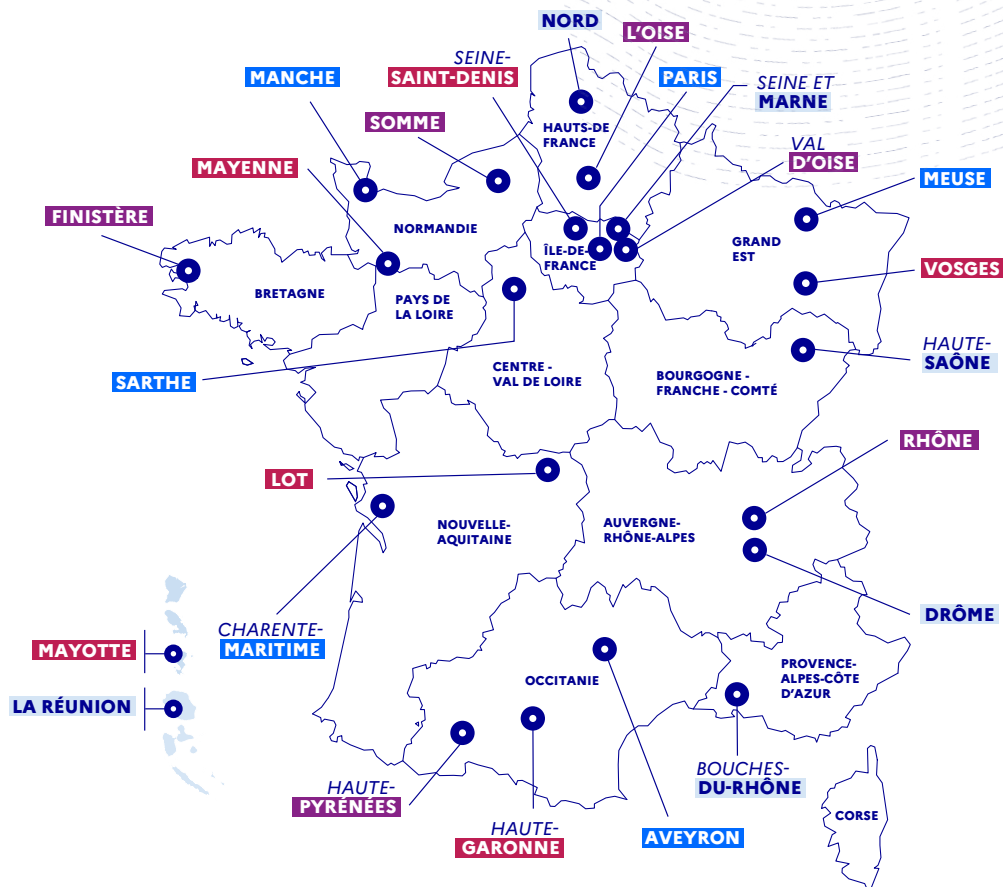 NORD
L'OISE
SEINE-
SAINT-DENIS
MANCHE
PARIS
SEINE ET
MARNE
SOMME
HAUTS-DE
FRANCE
VAL
D'OISE
MAYENNE
MEUSE
FINISTÈRE
NORMANDIE
GRAND
EST
ÎLE-DE-
FRANCE
VOSGES
BRETAGNE
PAYS DE
LA LOIRE
HAUTE-
SAÔNE
SARTHE
CENTRE -
VAL DE LOIRE
BOURGOGNE -
FRANCHE - COMTÉ
RHÔNE
LOT
NOUVELLE-
AQUITAINE
AUVERGNE-
RHÔNE-ALPES
DRÔME
CHARENTE-
MARITIME
MAYOTTE
PROVENCE-
ALPES-CÔTE
D'AZUR
OCCITANIE
LA RÉUNION
BOUCHES-
DU-RHÔNE
HAUTE-
PYRÉNÉES
CORSE
HAUTE-
GARONNE
AVEYRON